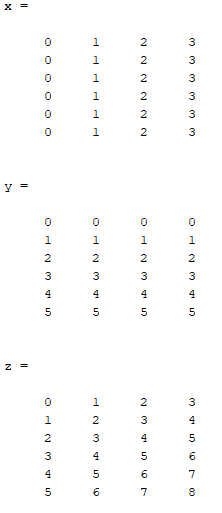 x =
0 1 2 3
0 1 2 3
0 1 2 3
0 1 2 3
0 1 2 3
0 1 2 3
y =
0 0 0 0
1 1 1 1
2 2 2 2
3 3 3 3
4 4 4 4
5 5 5 5
z =
0 1 2 3
1 2 3 4
2 3 4 5
3 4 5 6
4 5 6 7
5 6 7 8